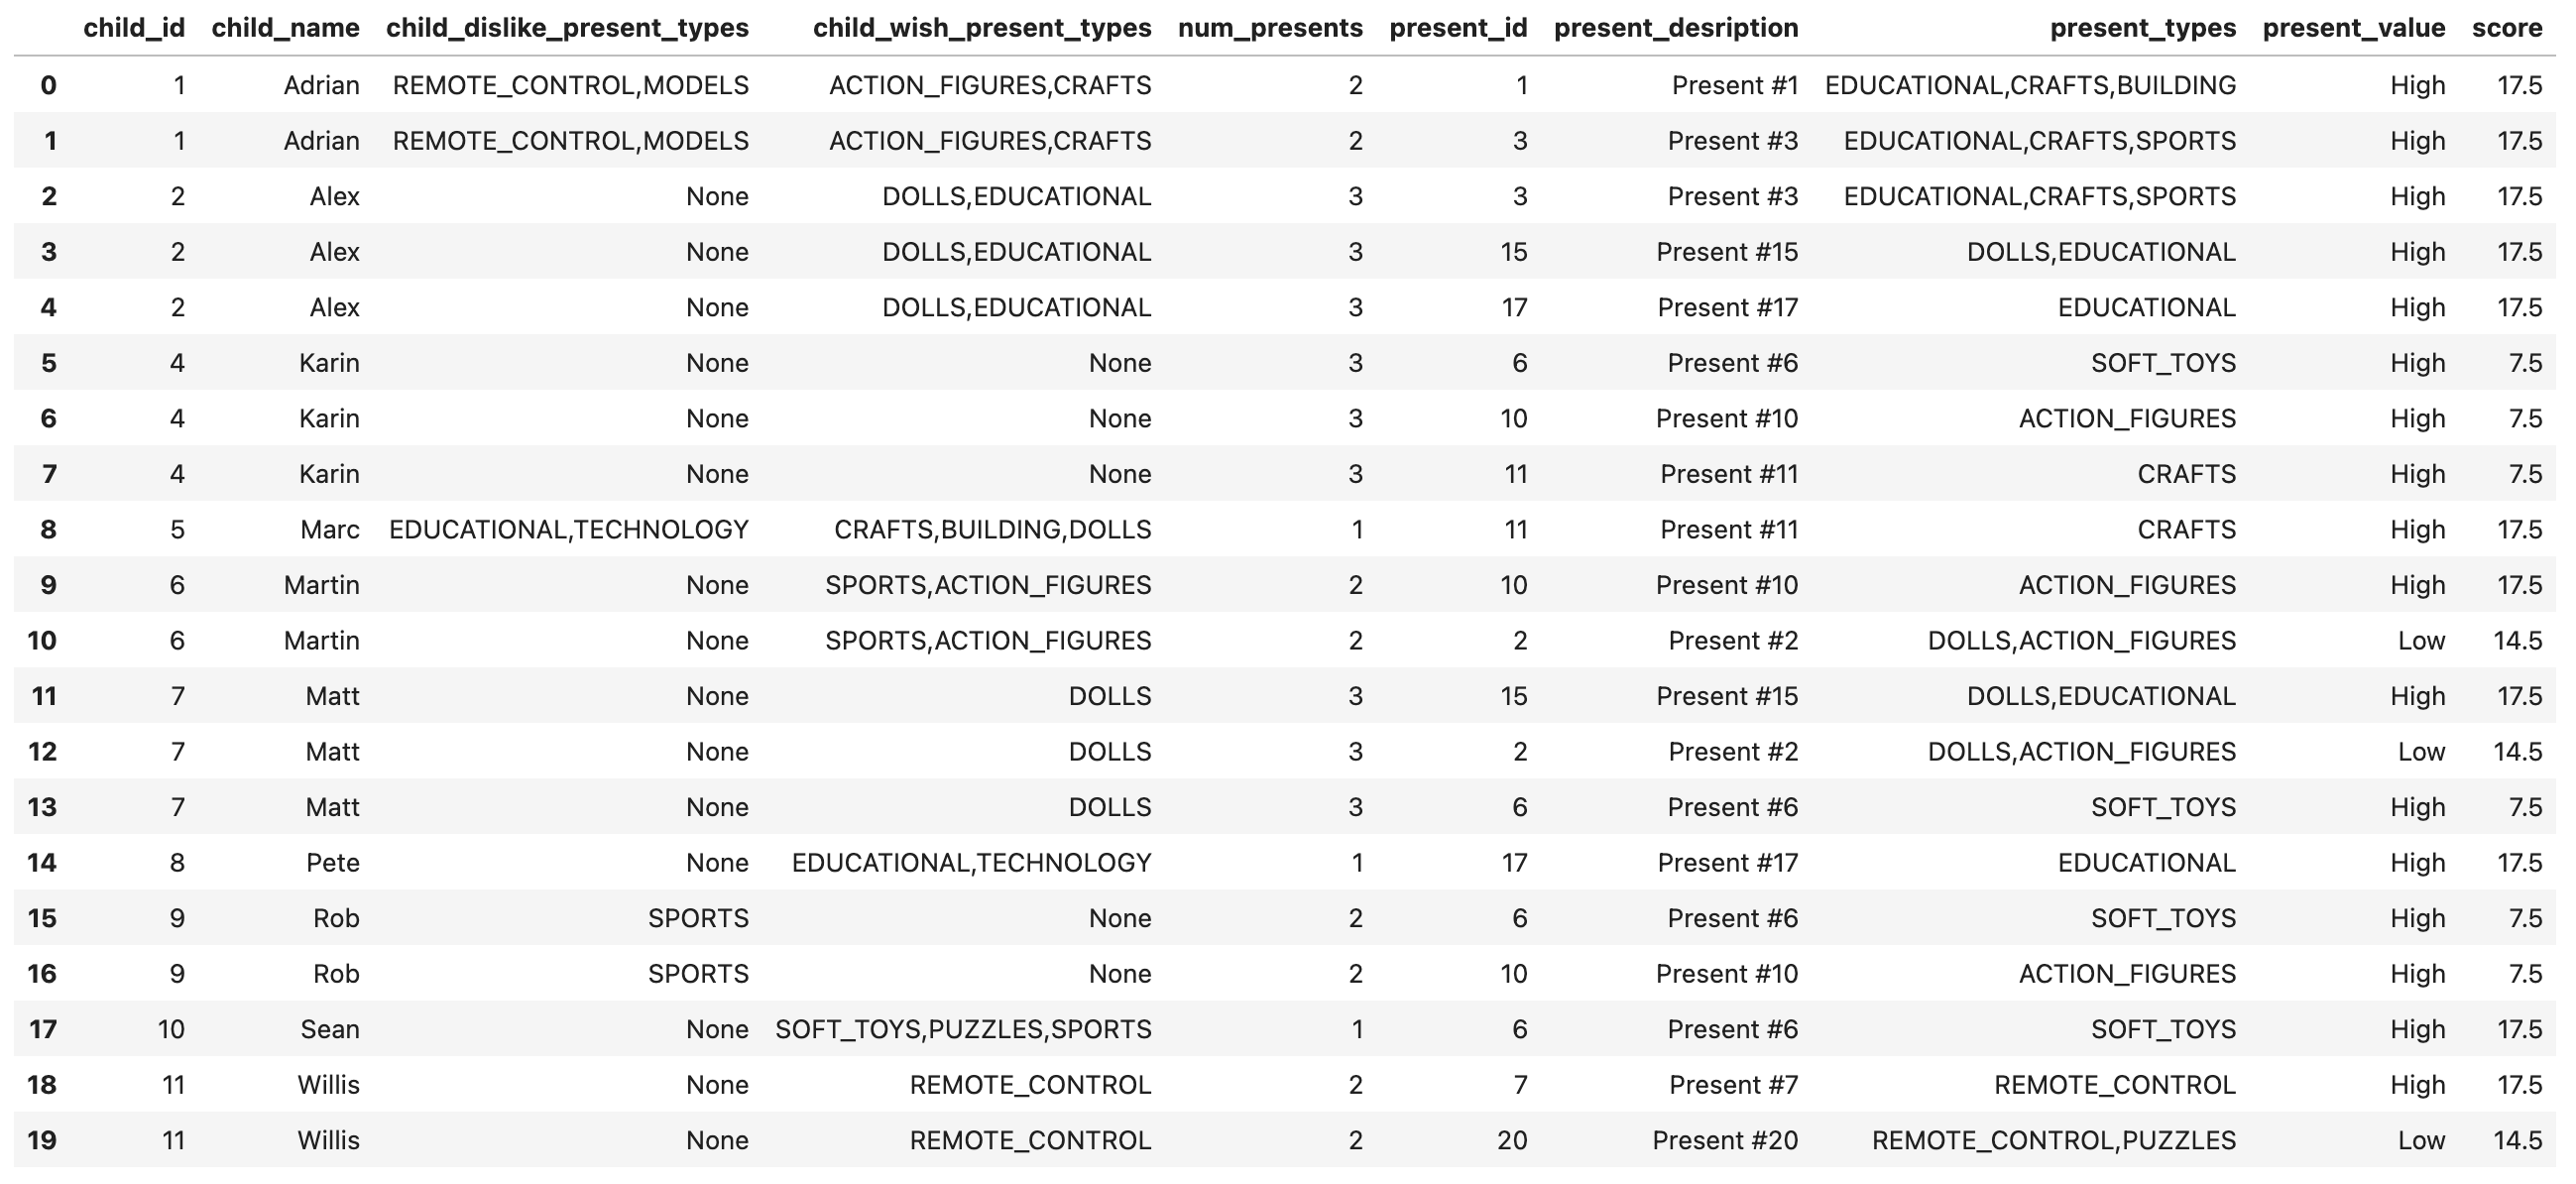 child_id child_name child_dislike_present_types child_wish_present_types num_presents present_id present_desription present_types present_value score
0 1 Adrian REMOTE_CONTROL,MODELS ACTION_FIGURES,CRAFTS 2 1 Present #1 EDUCATIONAL,CRAFTS,BUILDING High 17.5
1 1 Adrian REMOTE_CONTROL,MODELS ACTION_FIGURES,CRAFTS 2 3 Present #3 EDUCATIONAL,CRAFTS,SPORTS High 17.5
2 2 Alex None DOLLS,EDUCATIONAL 3 3 Present #3 EDUCATIONAL,CRAFTS,SPORTS High 17.5
3 2 Alex None DOLLS,EDUCATIONAL 3 15 Present #15 DOLLS,EDUCATIONAL High 17.5
4 2 Alex None DOLLS,EDUCATIONAL 3 17 Present #17 EDUCATIONAL High 17.5
5 4 Karin None None 3 6 Present #6 SOFT_TOYS High 7.5
6 4 Karin None None 3 10 Present #10 ACTION_FIGURES High 7.5
7 4 Karin None None 3 11 Present #11 CRAFTS High 7.5
8 5 Marc EDUCATIONAL,TECHNOLOGY CRAFTS,BUILDING,DOLLS 1 11 Present #11 CRAFTS High 17.5
9 6 Martin None SPORTS,ACTION_FIGURES 2 10 Present #10 ACTION_FIGURES High 17.5
10 6 Martin None SPORTS,ACTION_FIGURES 2 2 Present #2 DOLLS,ACTION_FIGURES Low 14.5
11 7 Matt None DOLLS 3 15 Present #15 DOLLS,EDUCATIONAL High 17.5
12 7 Matt None DOLLS 3 2 Present #2 DOLLS,ACTION_FIGURES Low 14.5
13 7 Matt None DOLLS 3 6 Present #6 SOFT_TOYS High 7.5
14 8 Pete None EDUCATIONAL,TECHNOLOGY 1 17 Present #17 EDUCATIONAL High 17.5
15 9 Rob SPORTS None 2 6 Present #6 SOFT_TOYS High 7.5
16 9 Rob SPORTS None 2 10 Present #10 ACTION_FIGURES High 7.5
17 10 Sean None SOFT_TOYS,PUZZLES,SPORTS 1 6 Present #6 SOFT_TOYS High 17.5
18 11 Willis None REMOTE_CONTROL 2 7 Present #7 REMOTE_CONTROL High 17.5
19 11 Willis None REMOTE_CONTROL 2 20 Present #20 REMOTE_CONTROL,PUZZLES Low 14.5